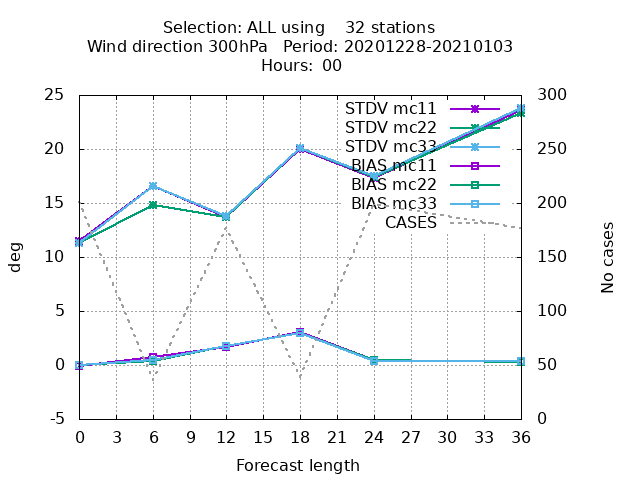 Selection: ALL using    32 stations
Wind direction 300hPa   Period: 20201228-20210103
Hours: 00
25
20
15
10
5
0
-5
deg
300
250
200
150
100
50
0
No cases
STDV mc11
STDV mc22
STDV mc33
BIAS mc11
BIAS mc22
BIAS mc33
CASES
0 3 6 9 12 15 18 21 24 27 30 33 36
Forecast length